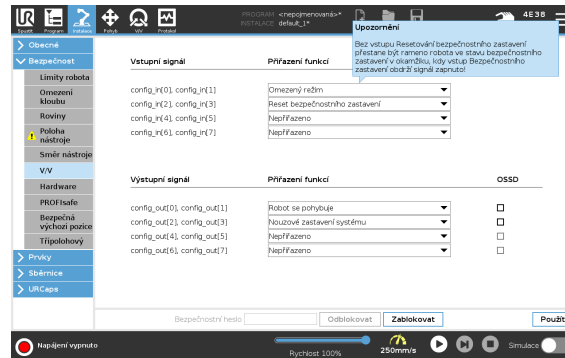 PROGRAM <nepojmenovaná>*
INSTALACE default_1*
4E38
Spustit Program Instalace Pohyb V/V Protokol
Upozornění
Bez vstupu Resetování bezpečnostního zastavení
přestane být rameno robota ve stavu bezpečnostního
zastavení v okamžiku, kdy vstup Bezpečnostního
zastavení obdrží signál zapnuto!
Obecné
Bezpečnost
Limity robota
Omezení
kloubu
Roviny
Poloha
nástroje
Směr nástroje
V/V
Hardware
PROFIsafe
Bezpečná
výchozí pozice
Třípolohový
Prvky
Sběrnice
URCaps
Vstupní signál Přiřazení funkcí
config_in[0], config_in[1] Omezený režim
config_in[2], config_in[3] Reset bezpečnostního zastavení
config_in[4], config_in[5] Nepřiřazeno
config_in[6], config_in[7] Nepřiřazeno
Výstupní signál Přiřazení funkcí OSSD
config_out[0], config_out[1] Robot se pohybuje
config_out[2], config_out[3] Nouzové zastavení systému
config_out[4], config_out[5] Nepřiřazeno
config_out[6], config_out[7] Nepřiřazeno
Bezpečnostní heslo Odblokovat Zablokovat Použít
Napájení vypnuto
Rychlost 100%
250mm/s
Simulace